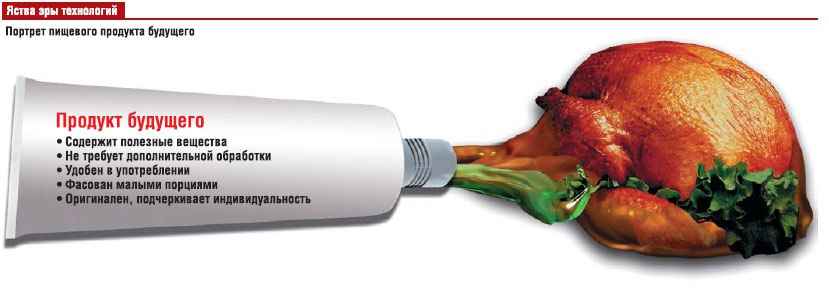 Яства эры технологий
Портрет пищевого продукта будущего
Продукт будущего
• Содержит полезные вещества
• Не требует дополнительной обработки
• Удобен в употреблении
• Фасован малыми порциями
• Оригинален, подчеркивает индивидуальность